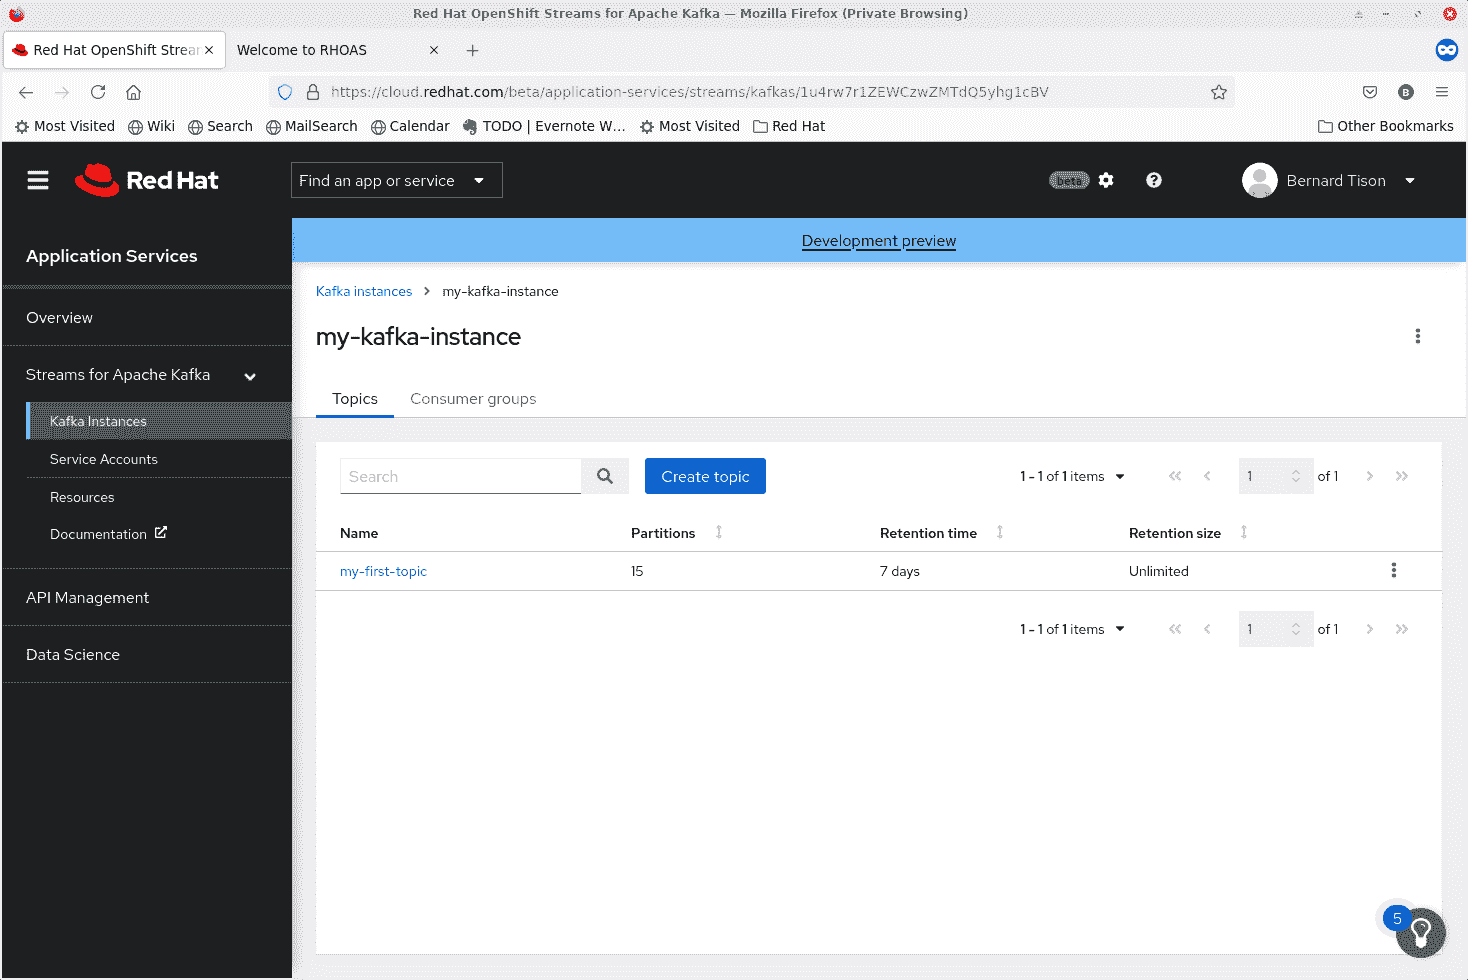 Red Hat OpenShift Streams for Apache Kafka — Mozilla Firefox (Private Browsing)
Red Hat OpenShift Strea
Welcome to RHOAS
https://cloud.redhat.com/beta/application-services/streams/kafkas/1u4rw7r1ZEWCzwZMTdQ5yhg1cBV
B
Most Visited Wiki Search MailSearch Calendar TODO | Evernote W... Most Visited Red Hat Other Bookmarks
Red Hat
Find an app or service
beta
Bernard Tison
Application Services
Overview
Streams for Apache Kafka
Kafka Instances
Service Accounts
Resources
Documentation
API Management
Data Science
Development preview
Kafka instances > my-kafka-instance
my-kafka-instance
Topics Consumer groups
Search
Create topic
1 - 1 of 1 items
1 of 1
Name Partitions Retention time Retention size
my-first-topic 15 7 days Unlimited
1 - 1 of 1 items
1 of 1
5